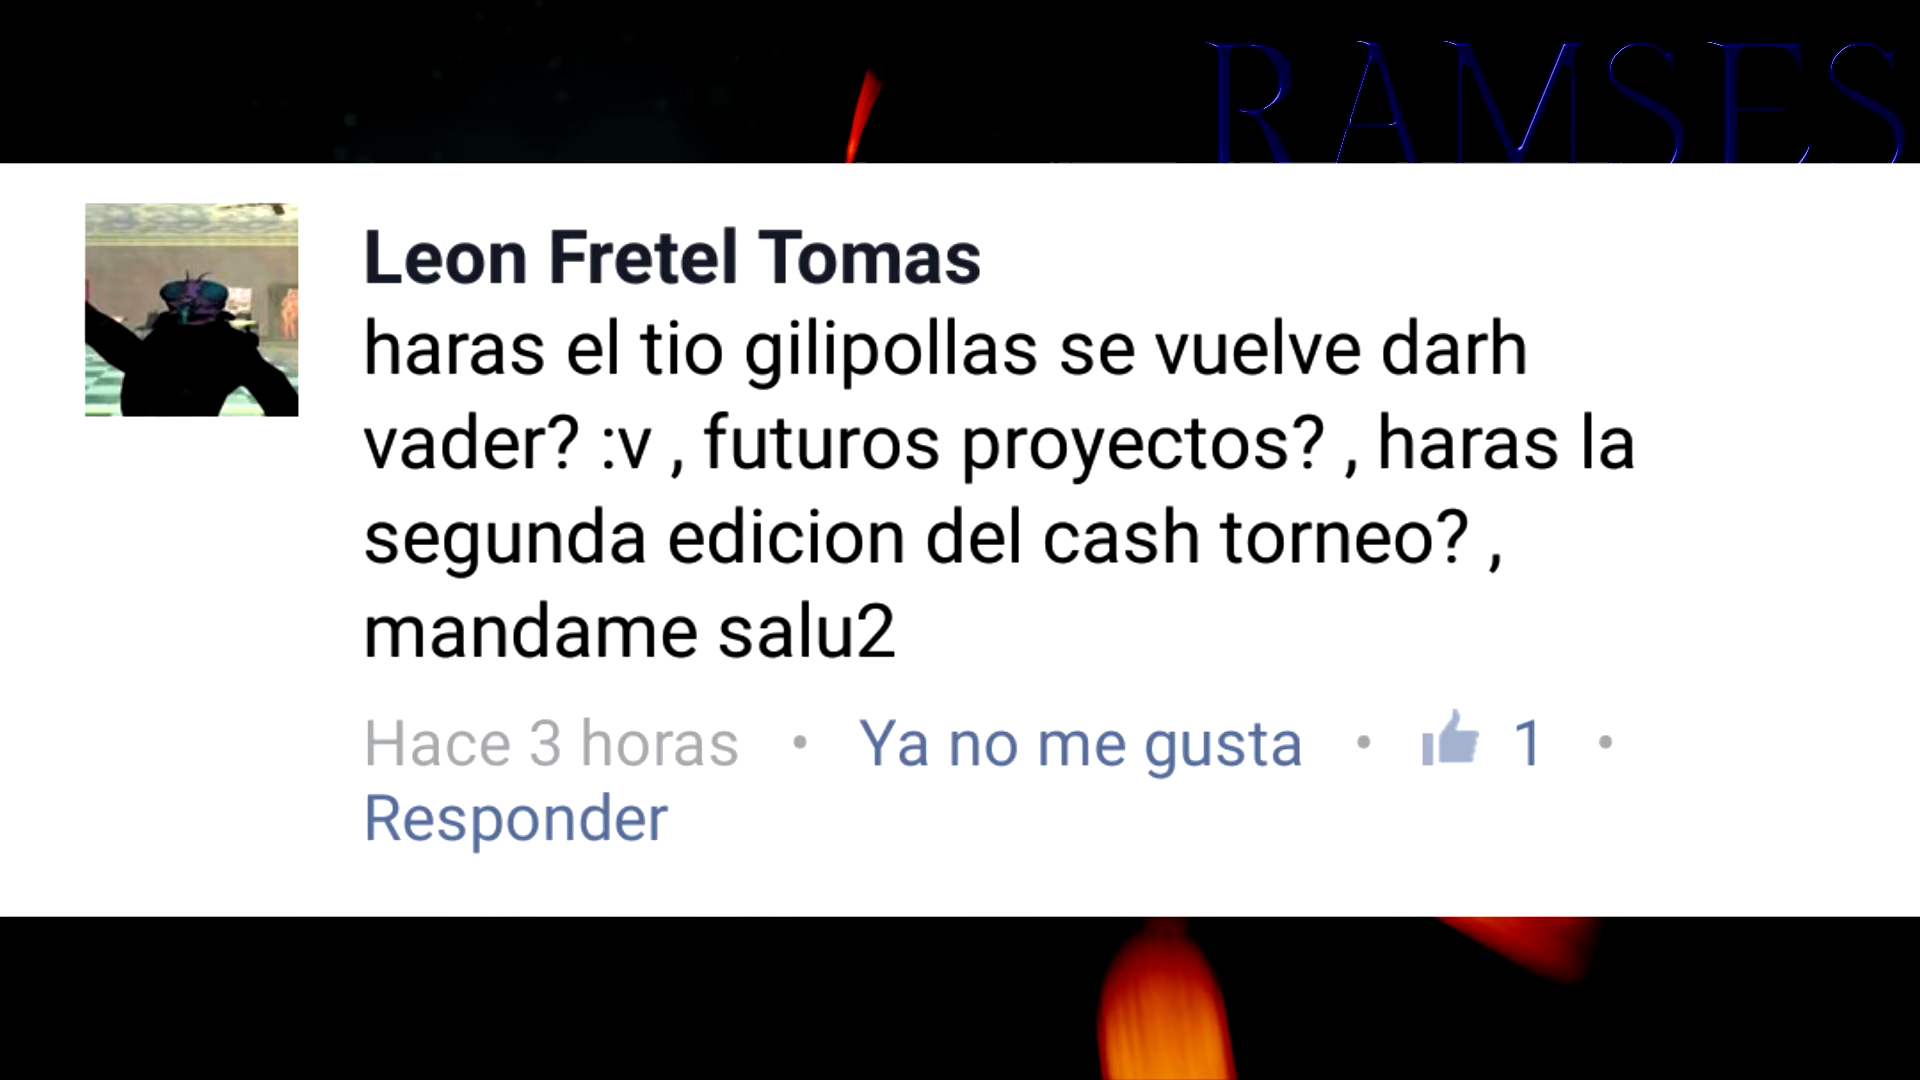 RAMSES
Leon Fretel Tomas
haras el tio gilipollas se vuelve darh
vader? :v , futuros proyectos? , haras la
segunda edicion del cash torneo? ,
mandame salu2
Hace 3 horas • Ya no me gusta • 1 •
Responder